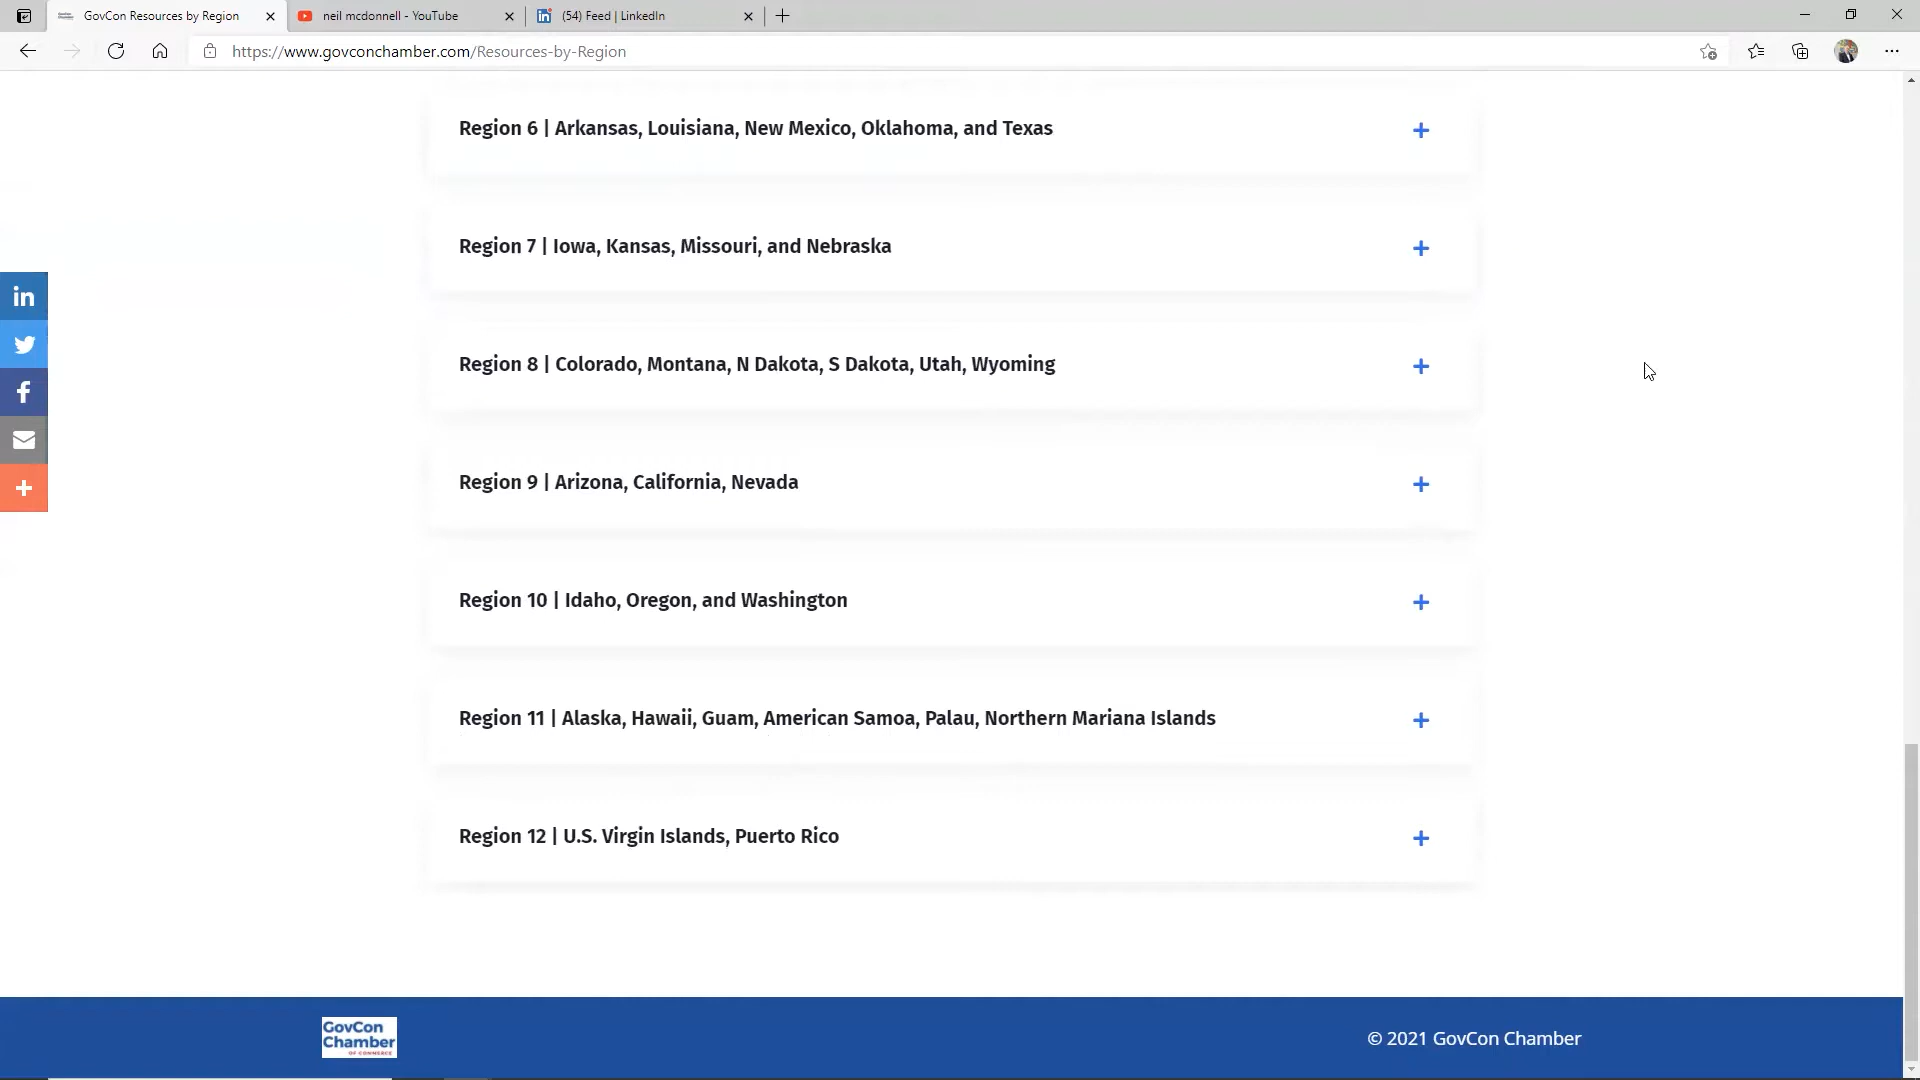 GovCon Resources by Region
neil mcdonnell - YouTube
(54) Feed | LinkedIn
https://www.govconchamber.com/Resources-by-Region
Region 6 | Arkansas, Louisiana, New Mexico, Oklahoma, and Texas
Region 7 | Iowa, Kansas, Missouri, and Nebraska
Region 8 | Colorado, Montana, N Dakota, S Dakota, Utah, Wyoming
Region 9 | Arizona, California, Nevada
Region 10 | Idaho, Oregon, and Washington
Region 11 | Alaska, Hawaii, Guam, American Samoa, Palau, Northern Mariana Islands
Region 12 | U.S. Virgin Islands, Puerto Rico
GovCon
Chamber
OF COMMERCE
© 2021 GovCon Chamber